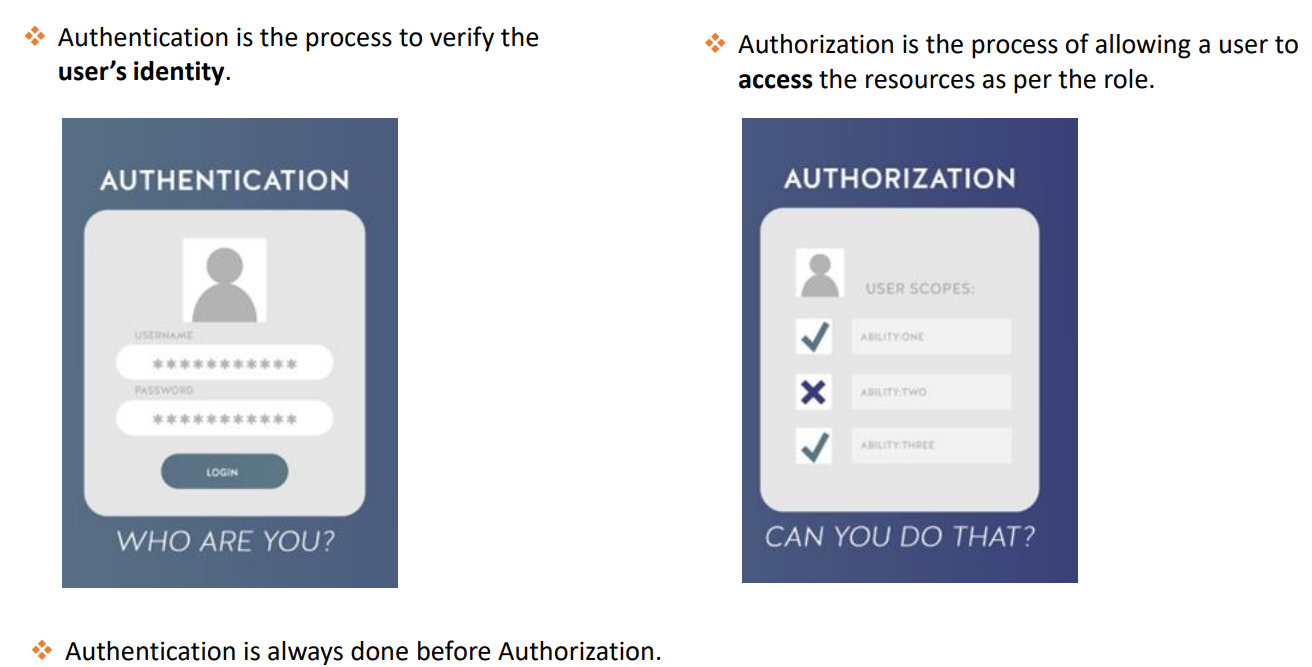 Authentication is the process to verify the
user’s identity.
AUTHENTICATION
USERNAME
***********
PASSWORD
***********
LOGIN
WHO ARE YOU?
Authorization is the process of allowing a user to
access the resources as per the role.
AUTHORIZATION
USER SCOPES:
ABILITY:ONE
ABILITY:TWO
ABILITY:THREE
CAN YOU DO THAT?
Authentication is always done before Authorization.